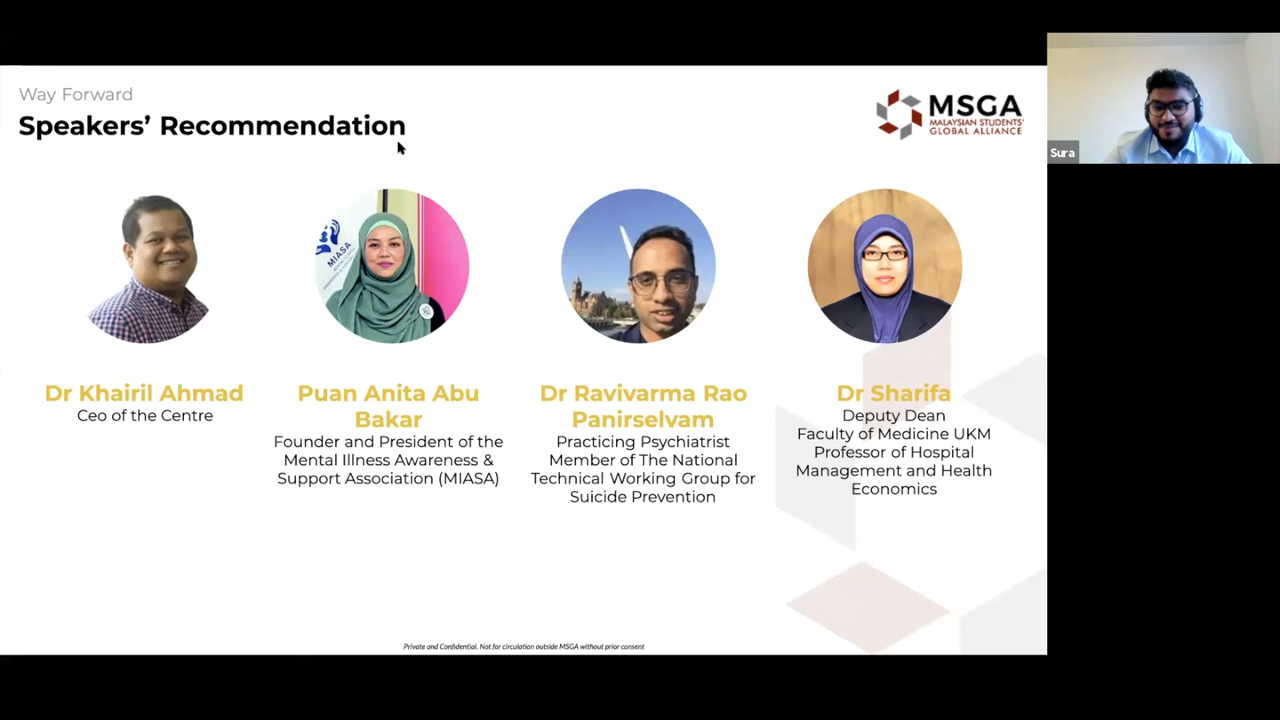 Way Forward
Speakers’ Recommendation
MSGA
MALAYSIAN STUDENTS'
GLOBAL ALLIANCE
Sura
MIASA
Dr Khairil Ahmad
Ceo of the Centre
Puan Anita Abu
Bakar
Founder and President of the
Mental Illness Awareness &
Support Association (MIASA)
Dr Ravivarma Rao
Panirselvam
Practicing Psychiatrist
Member of The National
Technical Working Group for
Suicide Prevention
Dr Sharifa
Deputy Dean
Faculty of Medicine UKM
Professor of Hospital
Management and Health
Economics
Private and Confidential. Not for circulation outside MSGA without prior consent